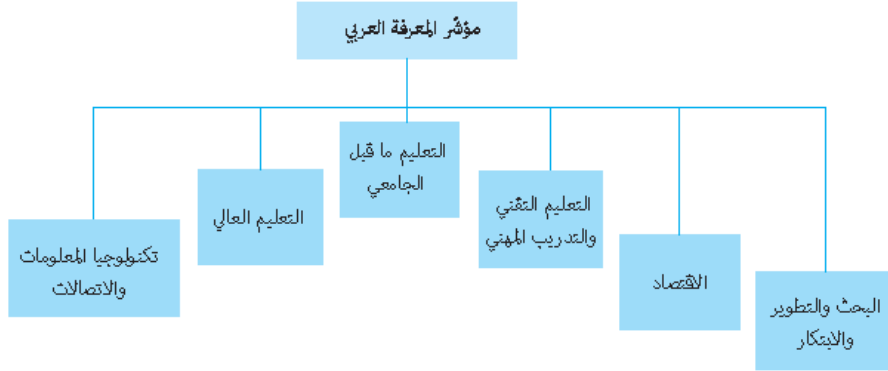 مؤشّر المعرفة العربي
البحث والتطوير
والابتكار
الاقتصاد
التعليم التقني
والتدريب المهني
التعليم ما قبل
الجامعي
التعليم العالي
تكنولوجيا المعلومات
والاتصالات